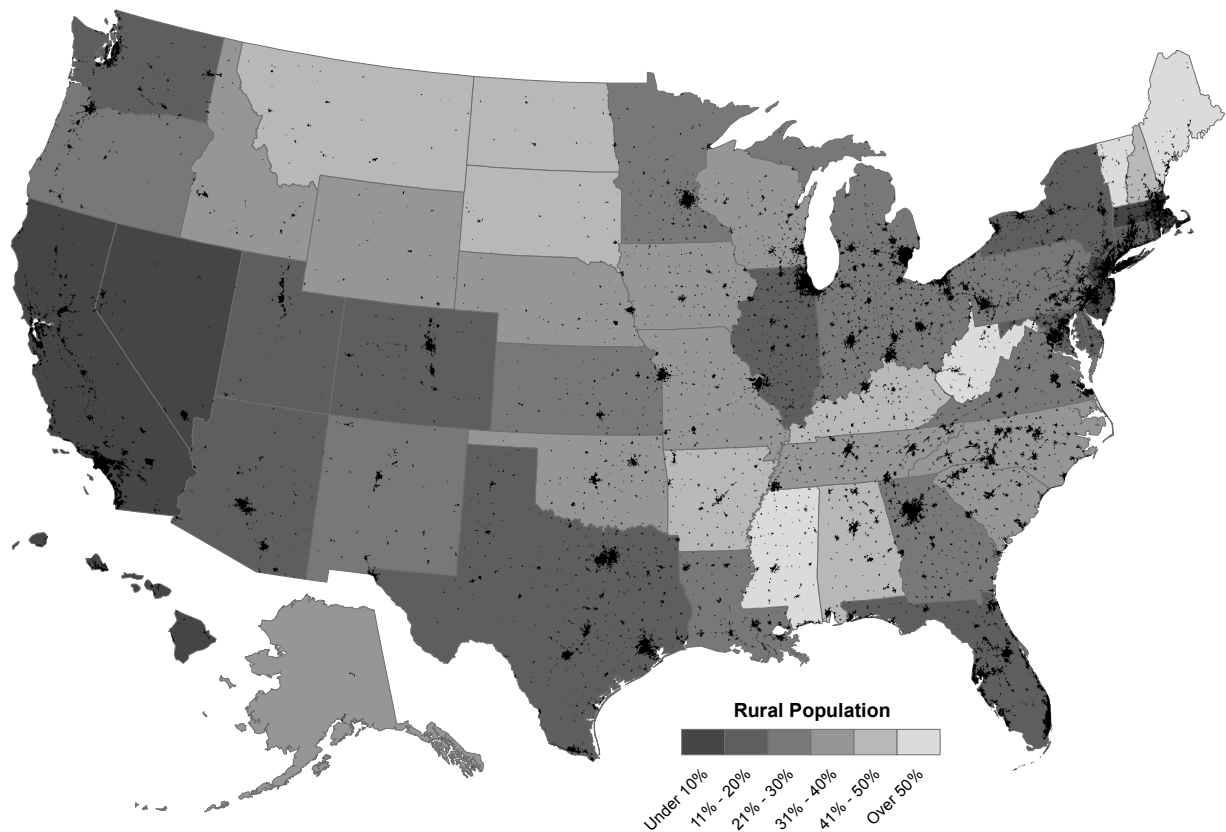 Rural Population
Under 10%
11% - 20%
21% - 30%
31% - 40%
41% - 50%
Over 50%